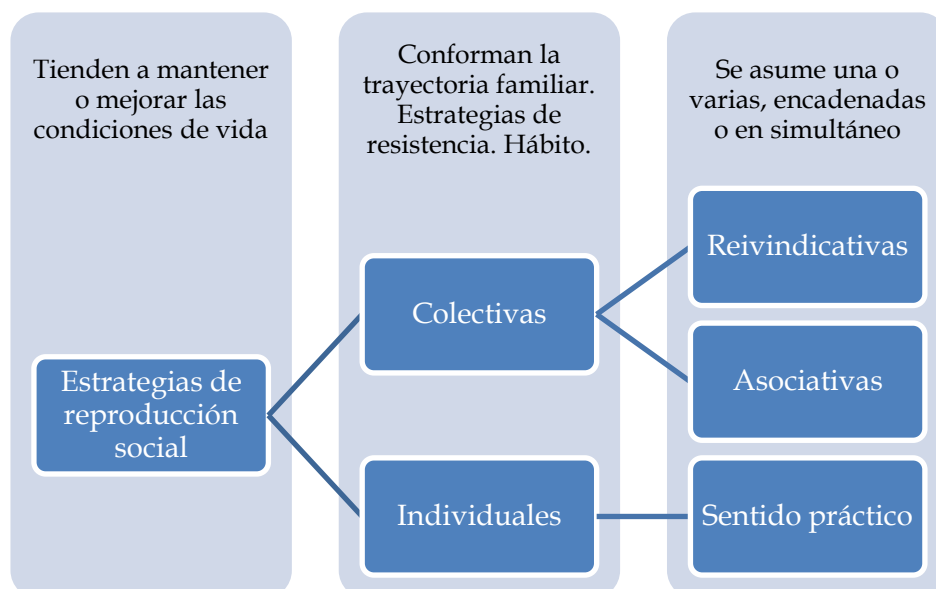 Tienden a mantener
o mejorar las
condiciones de vida
Conforman la
trayectoria familiar.
Estrategias de
resistencia. Hábito.
Se asume una o
varias, encadenadas
o en simultáneo
Estrategias de
reproducción
social
Colectivas
Individuales
Reivindicativas
Asociativas
Sentido práctico